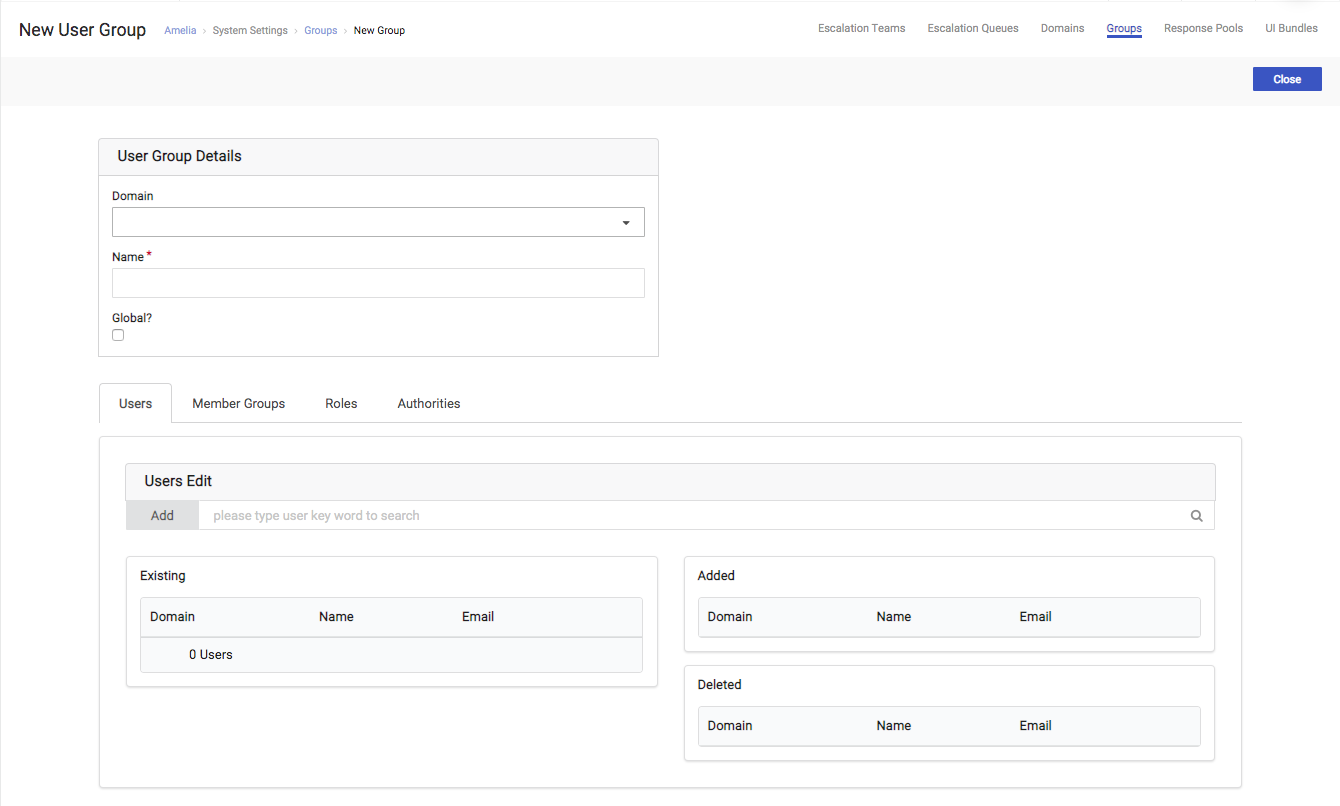 New User Group Amelia › System Settings › Groups › New Group Escalation Teams Escalation Queues Domains Groups Response Pools UI Bundles
Close
User Group Details
Domain
Name *
Global?
Users Member Groups Roles Authorities
Users Edit
Add please type user key word to search
Existing
Domain Name Email
0 Users
Added
Domain Name Email
Deleted
Domain Name Email